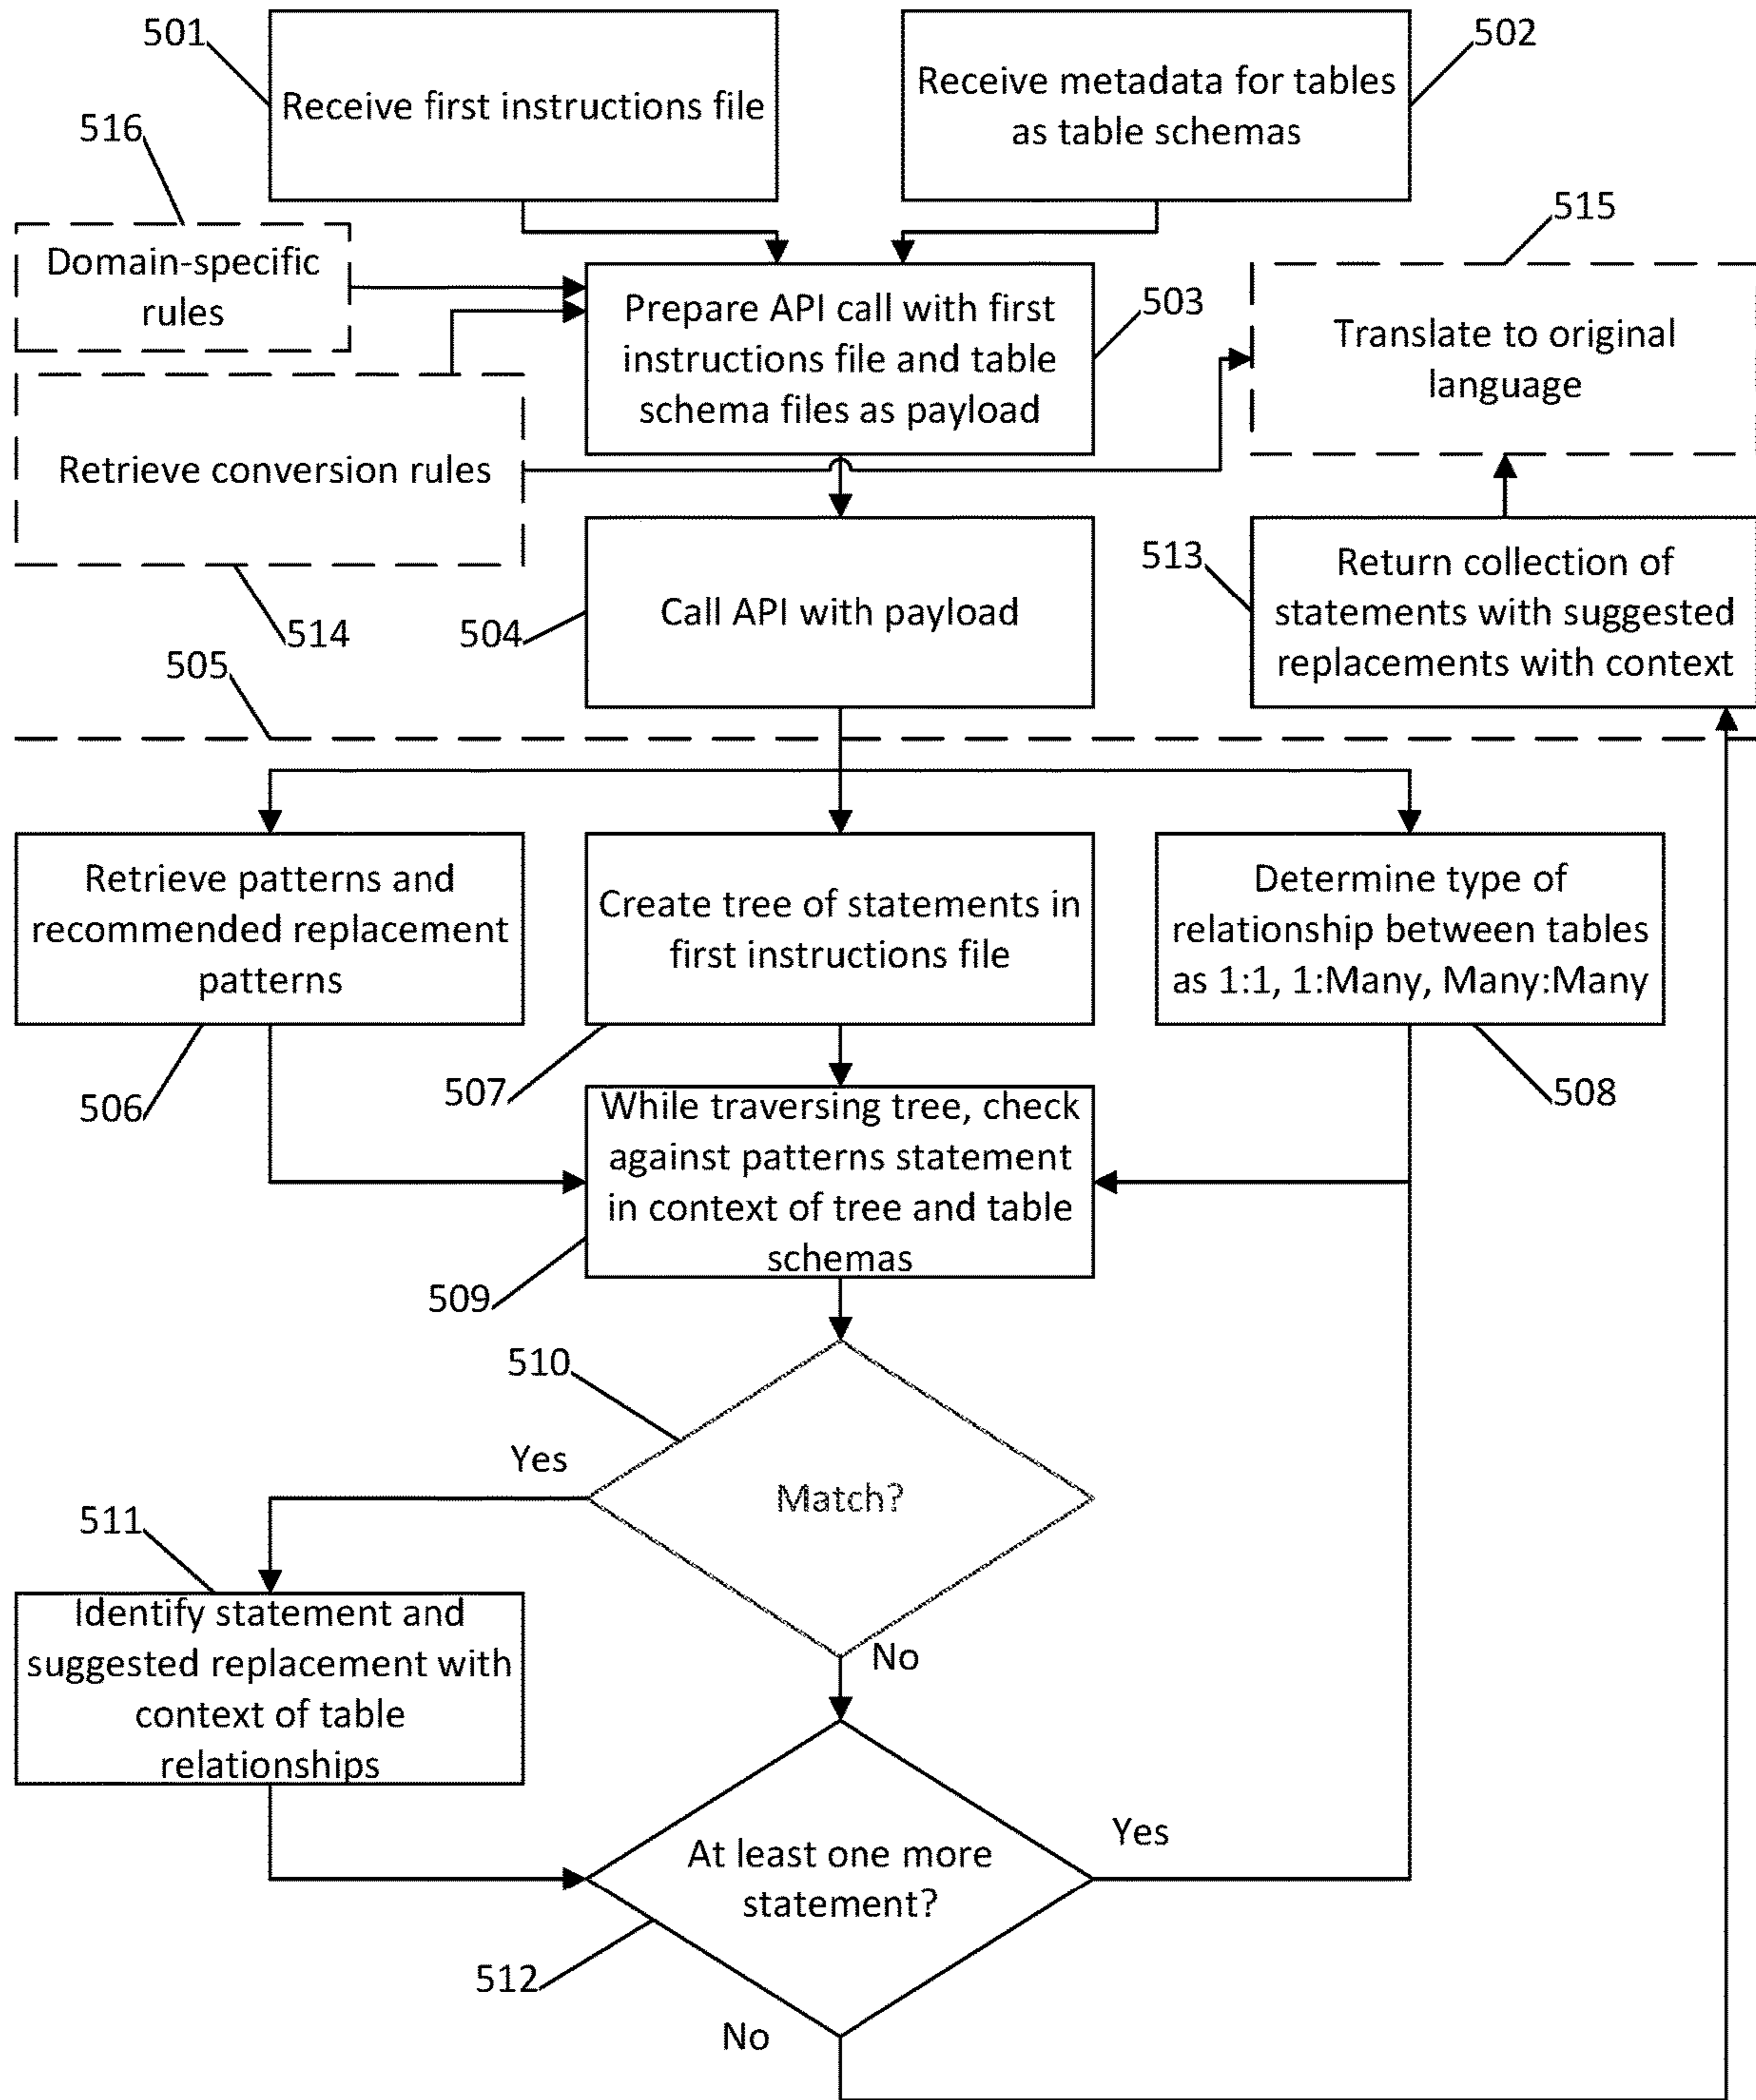 501
Receive first instructions file
502
Receive metadata for tables
as table schemas
516
Domain-specific
rules
515
Prepare API call with first
instructions file and table
schema files as payload
503
Translate to original
language
Retrieve conversion rules
514
504
Call API with payload
513
Return collection of
statements with suggested
replacements with context
505
Retrieve patterns and
recommended replacement
patterns
506
Create tree of statements in
first instructions file
507
Determine type of
relationship between tables
as 1:1, 1:Many, Many:Many
508
While traversing tree, check
against patterns statement
in context of tree and table
schemas
509
510
Match?
Yes
No
511
Identify statement and
suggested replacement with
context of table
relationships
At least one more
statement?
Yes
512
No